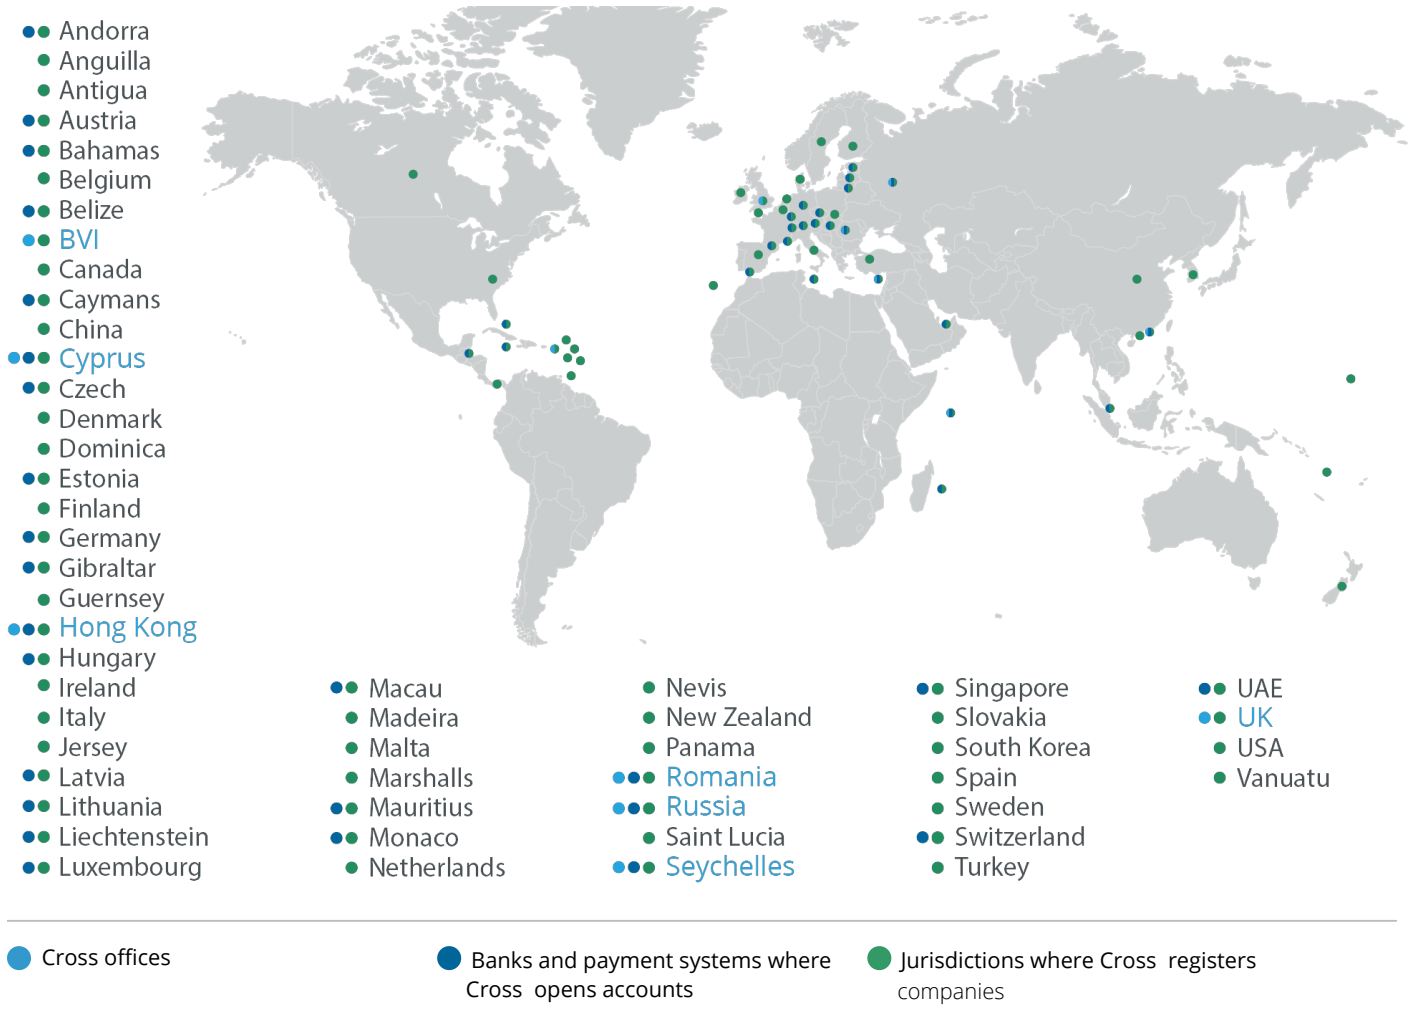 Andorra
Anguilla
Antigua
Austria
Bahamas
Belgium
Belize
BVI
Canada
Caymans
China
Cyprus
Czech
Denmark
Dominica
Estonia
Finland
Germany
Gibraltar
Guernsey
Hong Kong
Hungary
Ireland
Italy
Jersey
Latvia
Lithuania
Liechtenstein
Luxembourg
Macau
Madeira
Malta
Marshalls
Mauritius
Monaco
Netherlands
Nevis
New Zealand
Panama
Romania
Russia
Saint Lucia
Seychelles
Singapore
Slovakia
South Korea
Spain
Sweden
Switzerland
Turkey
UAE
UK
USA
Vanuatu
Cross offices
Banks and payment systems where
Cross opens accounts
Jurisdictions where Cross registers
companies